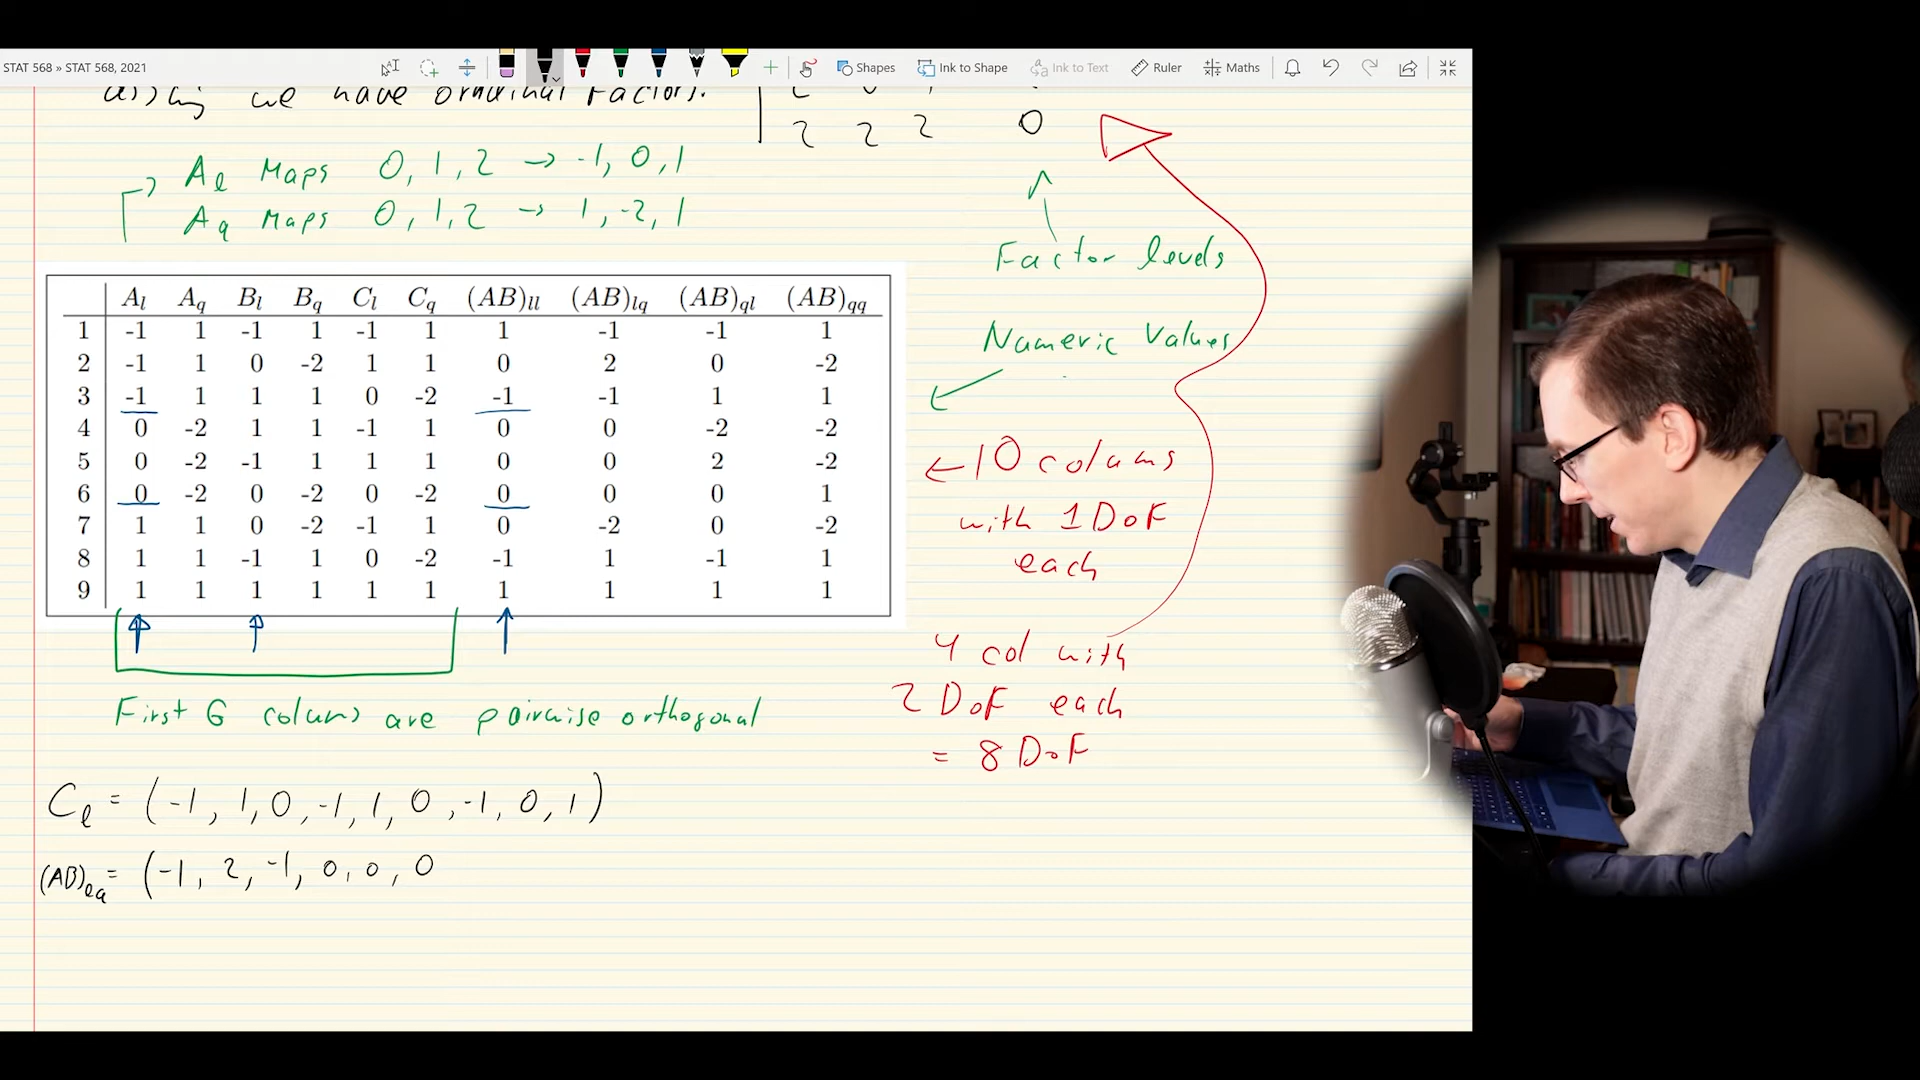 STAT 568 » STAT 568, 2021
Shapes
Ink to Shape
Ink to Text
Ruler
Maths
we have
Factors.
2 2 2 0
Al Maps 0, 1, 2 → -1, 0, 1
Aq Maps 0, 1, 2 → 1, -2, 1
Factor levels
Numeric Values
Al Aq Bl Bq Cl Cq (AB)ll (AB)lq (AB)ql (AB)qq
1 -1 1 -1 1 -1 1 1 -1 -1 1
2 -1 1 0 -2 1 1 0 2 0 -2
3 -1 1 1 1 0 -2 -1 -1 1 1
4 0 -2 1 1 -1 1 0 0 -2 -2
5 0 -2 -1 1 1 1 0 0 2 -2
6 0 -2 0 -2 0 -2 0 0 0 1
7 1 1 0 -2 -1 1 0 -2 0 -2
8 1 1 -1 1 0 -2 -1 1 -1 1
9 1 1 1 1 1 1 1 1 1 1
← 10 colums
with 1 DoF
each
4 col with
2 DoF each
= 8 DoF
First 6 colums are pairwise orthogonal
Cl = (-1, 1, 0, -1, 1, 0, -1, 0, 1)
(AB)lq = (-1, 2, -1, 0, 0, 0